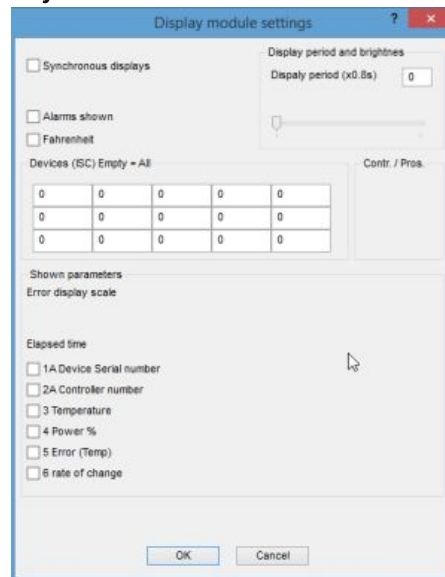 Display module settings ? ×
Display period and brightnes
Synchronous displays
Dispaly period (x0.8s) 0
Alarms shown
Fahrenheit
Devices (ISC) Empty = All
Contr. / Pros.
0 0 0 0 0
0 0 0 0 0
0 0 0 0 0
Shown parameters
Error display scale
Elapsed time
1A Device Serial number
2A Controller number
3 Temperature
4 Power %
5 Error (Temp)
6 rate of change
OK Cancel